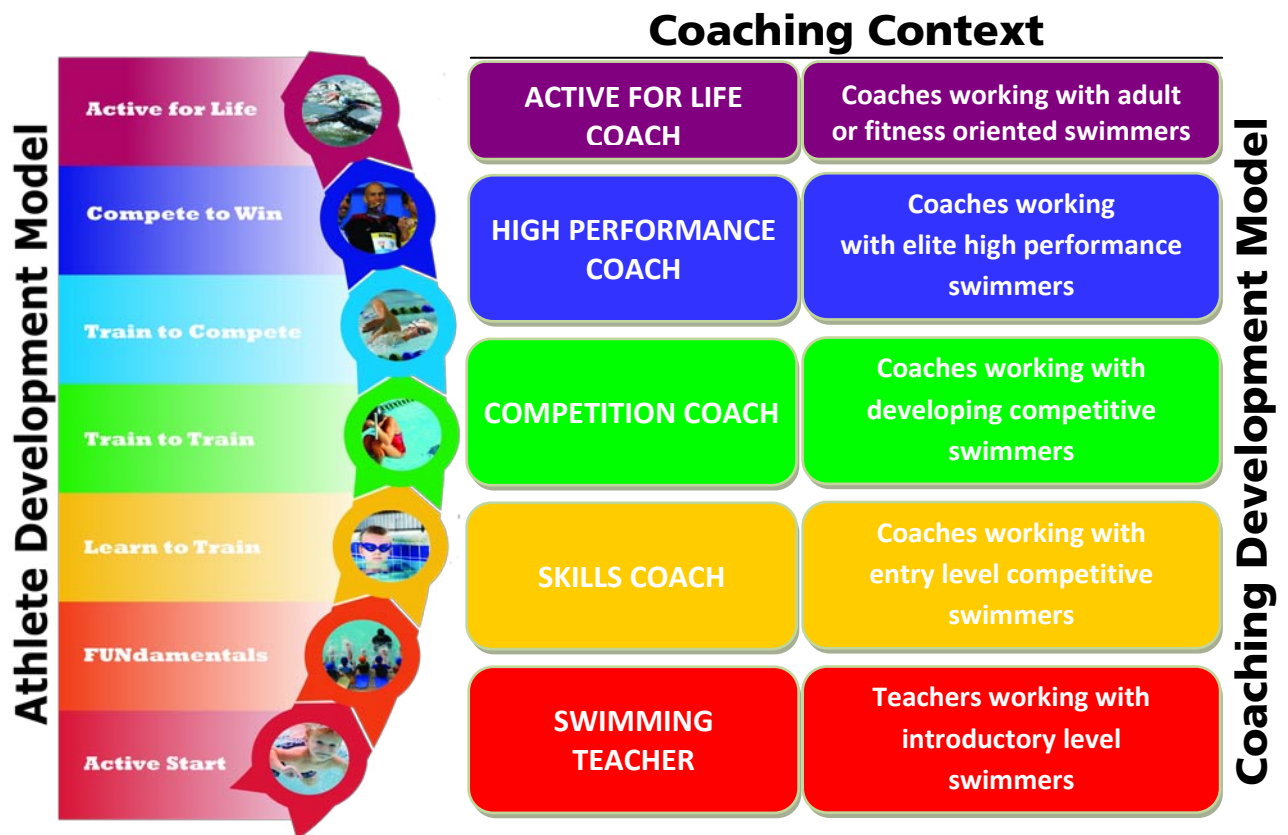 Coaching Context
Athlete Development Model
Active for Life
Compete to Win
Train to Compete
Train to Train
Learn to Train
FUNdamentals
Active Start
ACTIVE FOR LIFE
COACH
Coaches working with adult
or fitness oriented swimmers
HIGH PERFORMANCE
COACH
Coaches working
with elite high performance
swimmers
COMPETITION COACH
Coaches working with
developing competitive
swimmers
SKILLS COACH
Coaches working with
entry level competitive
swimmers
SWIMMING
TEACHER
Teachers working with
introductory level
swimmers
Coaching Development Model